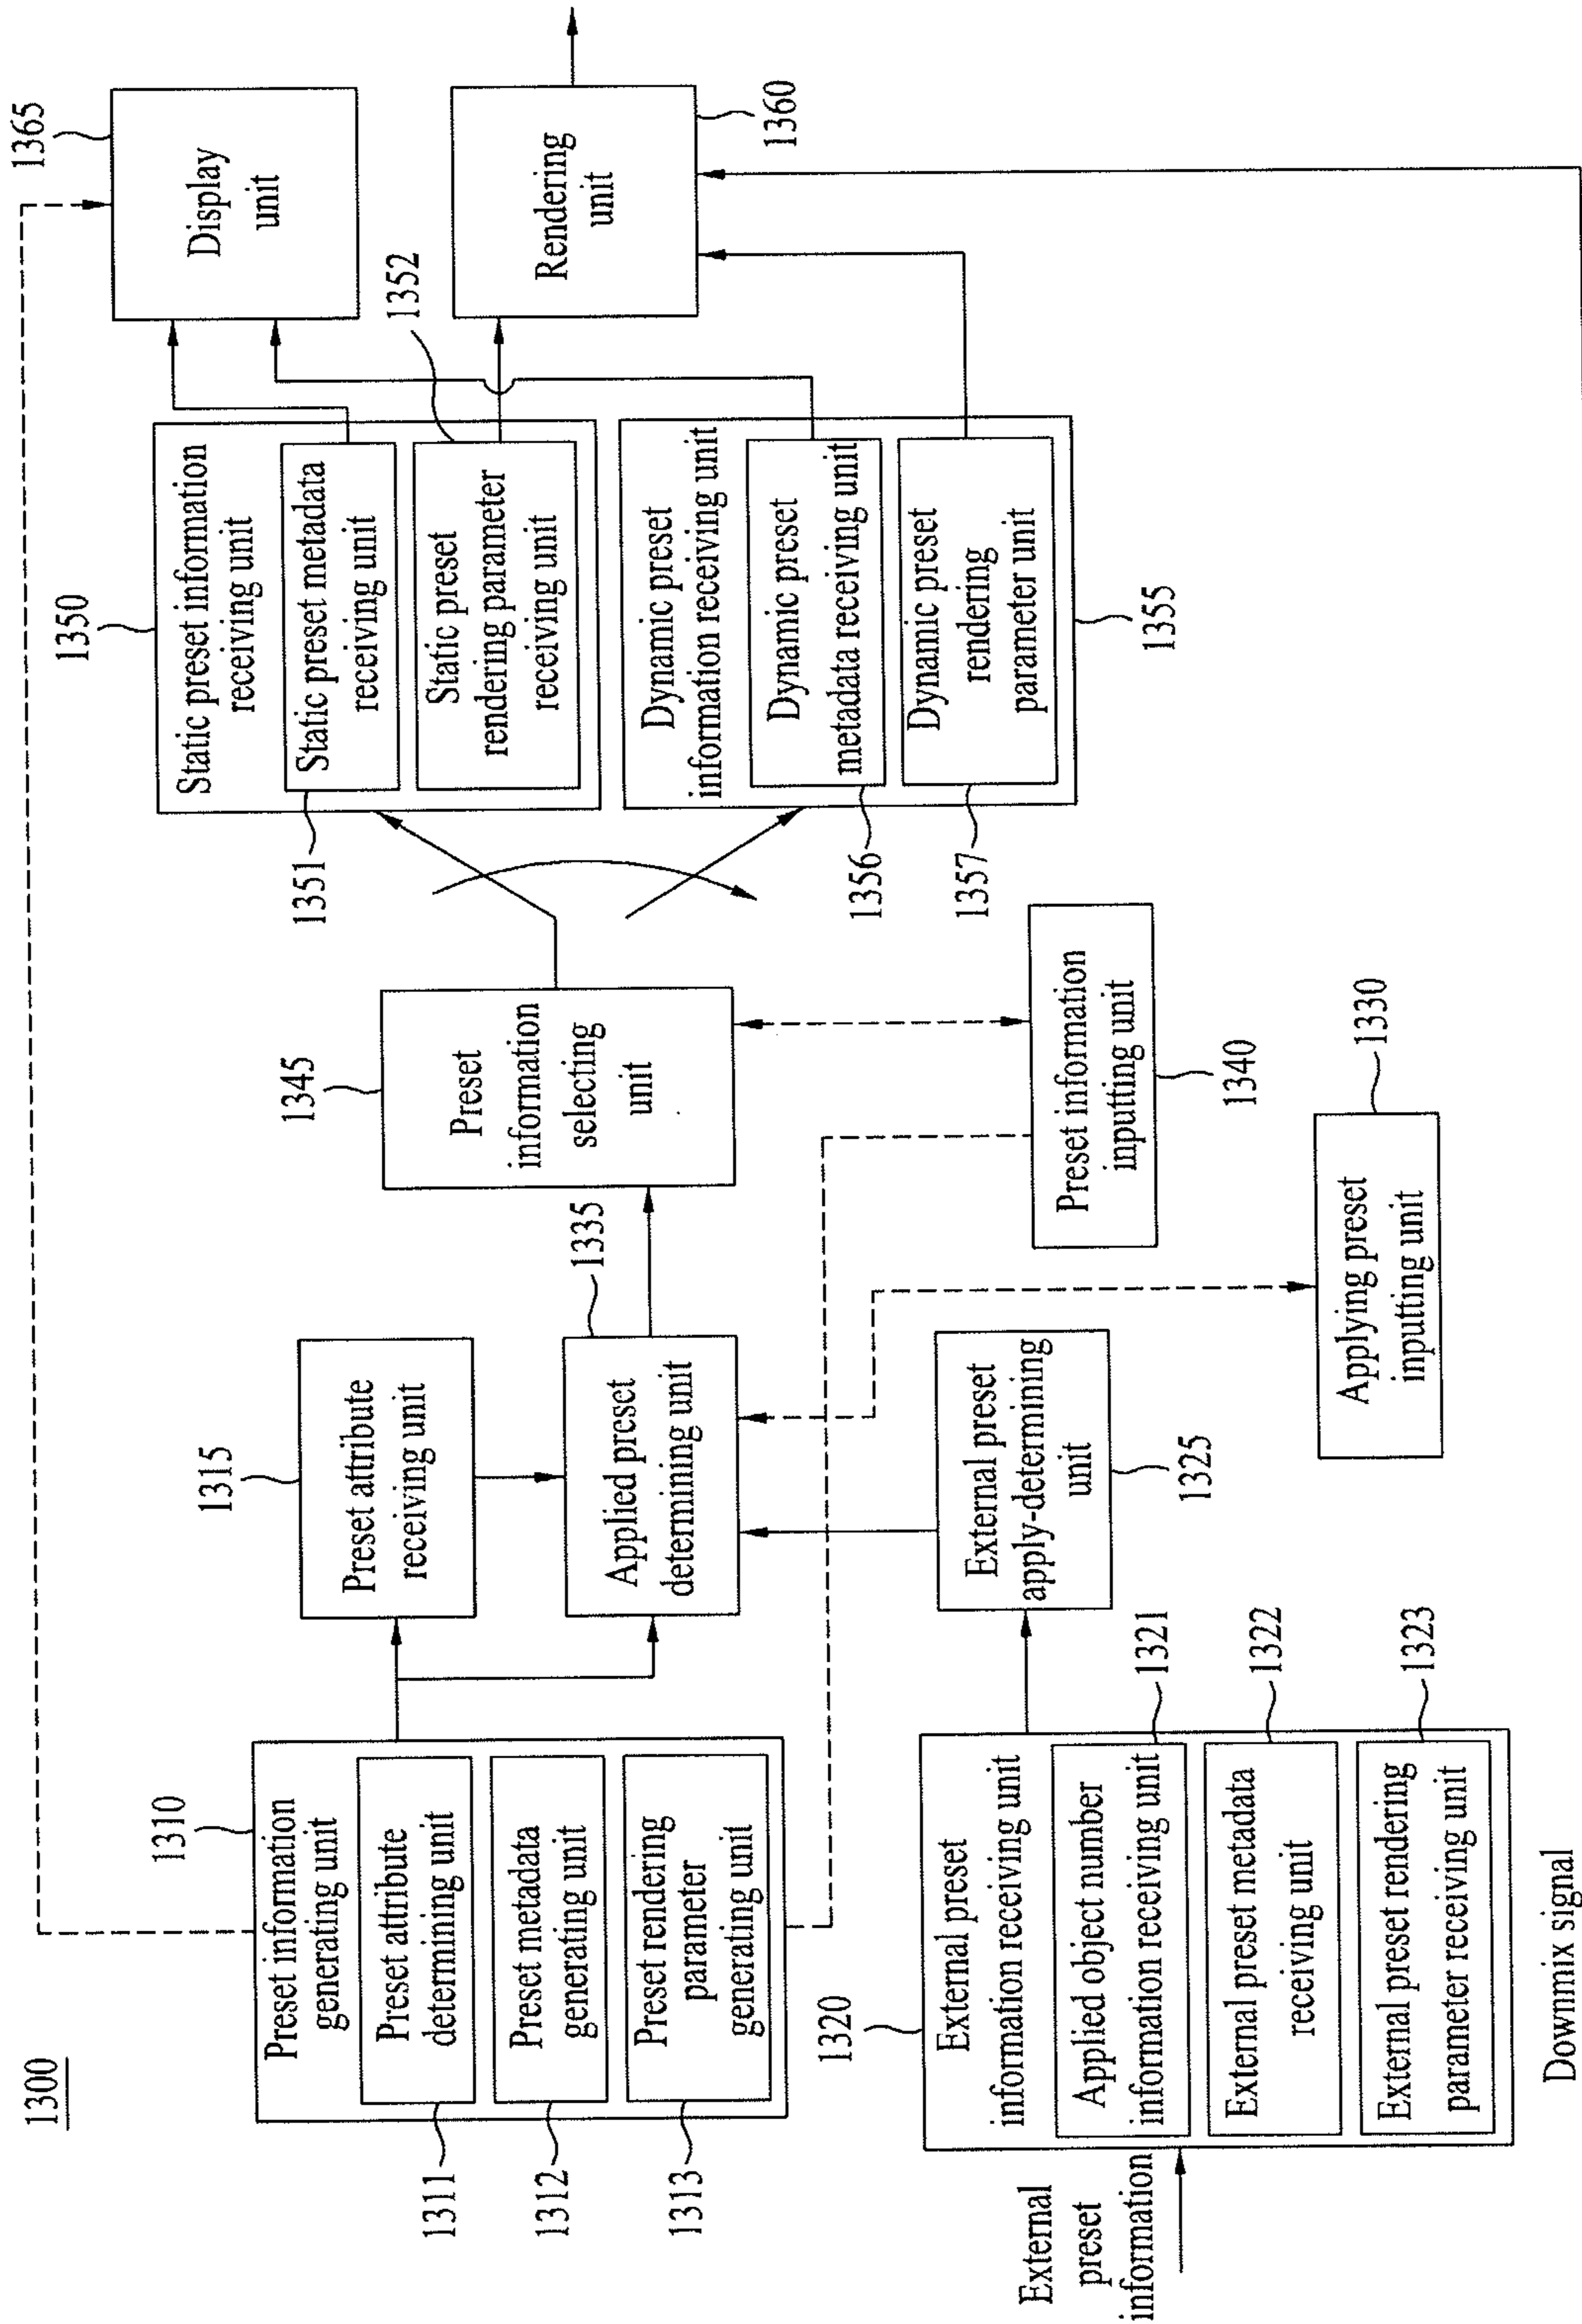 1300
1310
Preset information
generating unit
Preset attribute
determining unit
Preset metadata
generating unit
Preset rendering
parameter
generating unit
1311
1312
1313
1315
Preset attribute
receiving unit
Applied preset
determining unit
1335
External
preset
information
1320
External preset
information receiving unit
Applied object number
information receiving unit
External preset metadata
receiving unit
External preset rendering
parameter receiving unit
1321
1322
1323
External preset
apply-determining
unit
1325
Downmix signal
1345
Preset
information
selecting
unit
Preset information
inputting unit
1340
1330
Applying preset
inputting unit
1350
Static preset information
receiving unit
Static preset metadata
receiving unit
Static preset
rendering parameter
receiving unit
1351
1352
Dynamic preset
information receiving unit
Dynamic preset
metadata receiving unit
Dynamic preset
rendering
parameter unit
1356
1357
1355
1365
Display
unit
Rendering
unit
1360